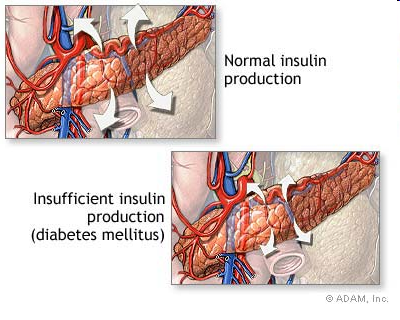 Normal insulin
production
Insufficient insulin
production
(diabetes mellitus)
© ADAM, Inc.